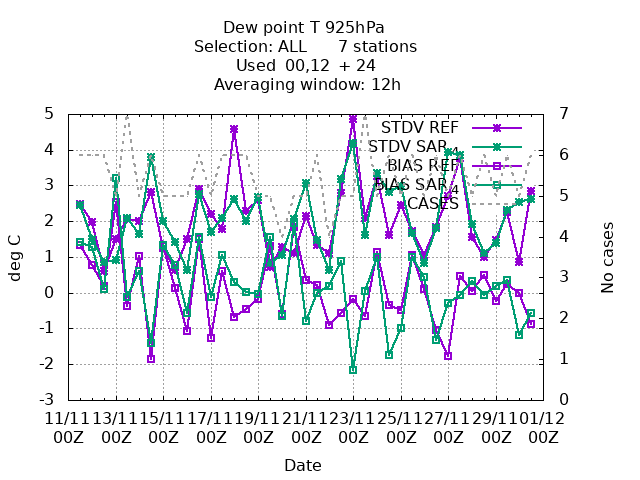 Dew point T 925hPa
Selection: ALL 7 stations
Used 00,12 + 24
Averaging window: 12h
5 7
4 6
3 5
2 4
1 3
0 2
-1 1
-2 0
-3
deg C
No cases
STDV REF
STDV SAR_4
BIAS REF
BIAS SAR_4
CASES
11/11 13/11 15/11 17/11 19/11 21/11 23/11 25/11 27/11 29/11 01/12
00Z 00Z 00Z 00Z 00Z 00Z 00Z 00Z 00Z 00Z 00Z
Date